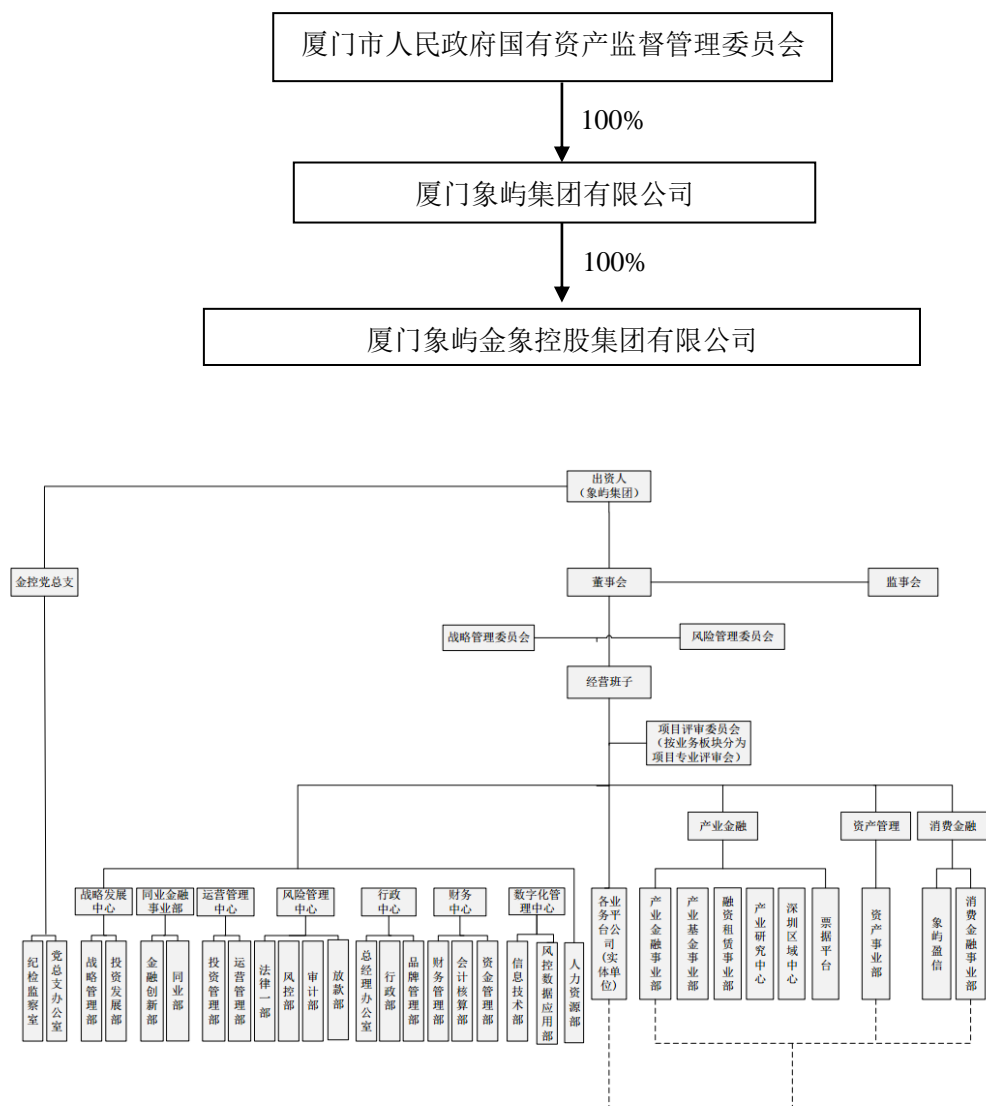 厦门市人民政府国有资产监督管理委员会
100%
厦门象屿集团有限公司
100%
厦门象屿金象控股集团有限公司
出资人
（象屿集团）
金控党总支
董事会
监事会
战略管理委员会
风险管理委员会
经营班子
项目评审委员会
（按业务板块分为
项目专业评审会）
产业金融
资产管理
消费金融
战略发展
中心
同业金融
事业部
运营管理
中心
风险管理
中心
行政
中心
财务
中心
数字化管
理中心
纪检监察室
党总支办公室
战略管理部
投资发展部
金融创新部
同业部
投资管理部
运营管理部
法律一部
风控部
审计部
放款部
总经理办公室
行政部
品牌管理部
财务管理部
会计核算部
资金管理部
信息技术部
风控数据应用部
人力资源部
各业
务平
台公
司
(实
体单
位)
产业金融事业部
产业基金事业部
融资租赁事业部
产业研究中心
深圳区域中心
票据平台
资产事业部
象屿盈信
消费金融事业部